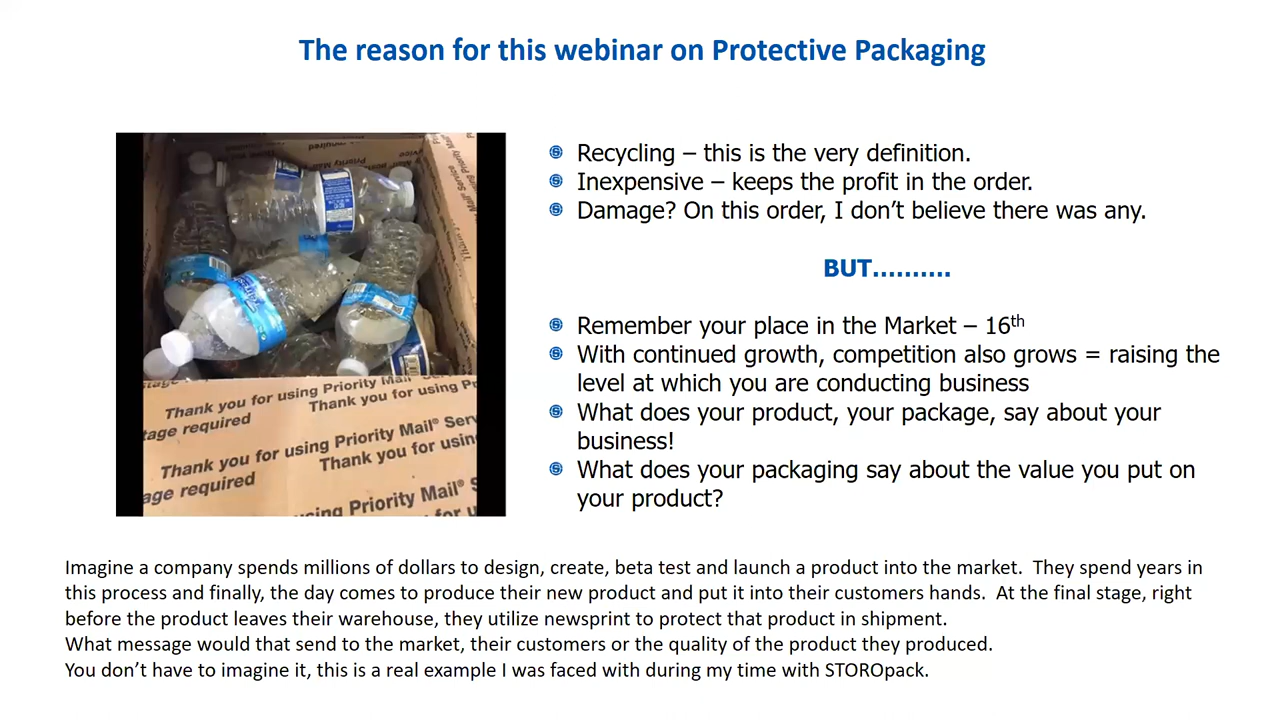 The reason for this webinar on Protective Packaging
Recycling – this is the very definition.
Inexpensive – keeps the profit in the order.
Damage? On this order, I don't believe there was any.
BUT..........
Remember your place in the Market – 16th
With continued growth, competition also grows = raising the
level at which you are conducting business
What does your product, your package, say about your
business!
What does your packaging say about the value you put on
your product?
Thank you for using Priority Mail
Thank you for using
tage required
Thank you for using Priority Mail® Serv
Thank you for usin
age required
sing Priority Mail®
Imagine a company spends millions of dollars to design, create, beta test and launch a product into the market. They spend years in
this process and finally, the day comes to produce their new product and put it into their customers hands. At the final stage, right
before the product leaves their warehouse, they utilize newsprint to protect that product in shipment.
What message would that send to the market, their customers or the quality of the product they produced.
You don't have to imagine it, this is a real example I was faced with during my time with STOROpack.